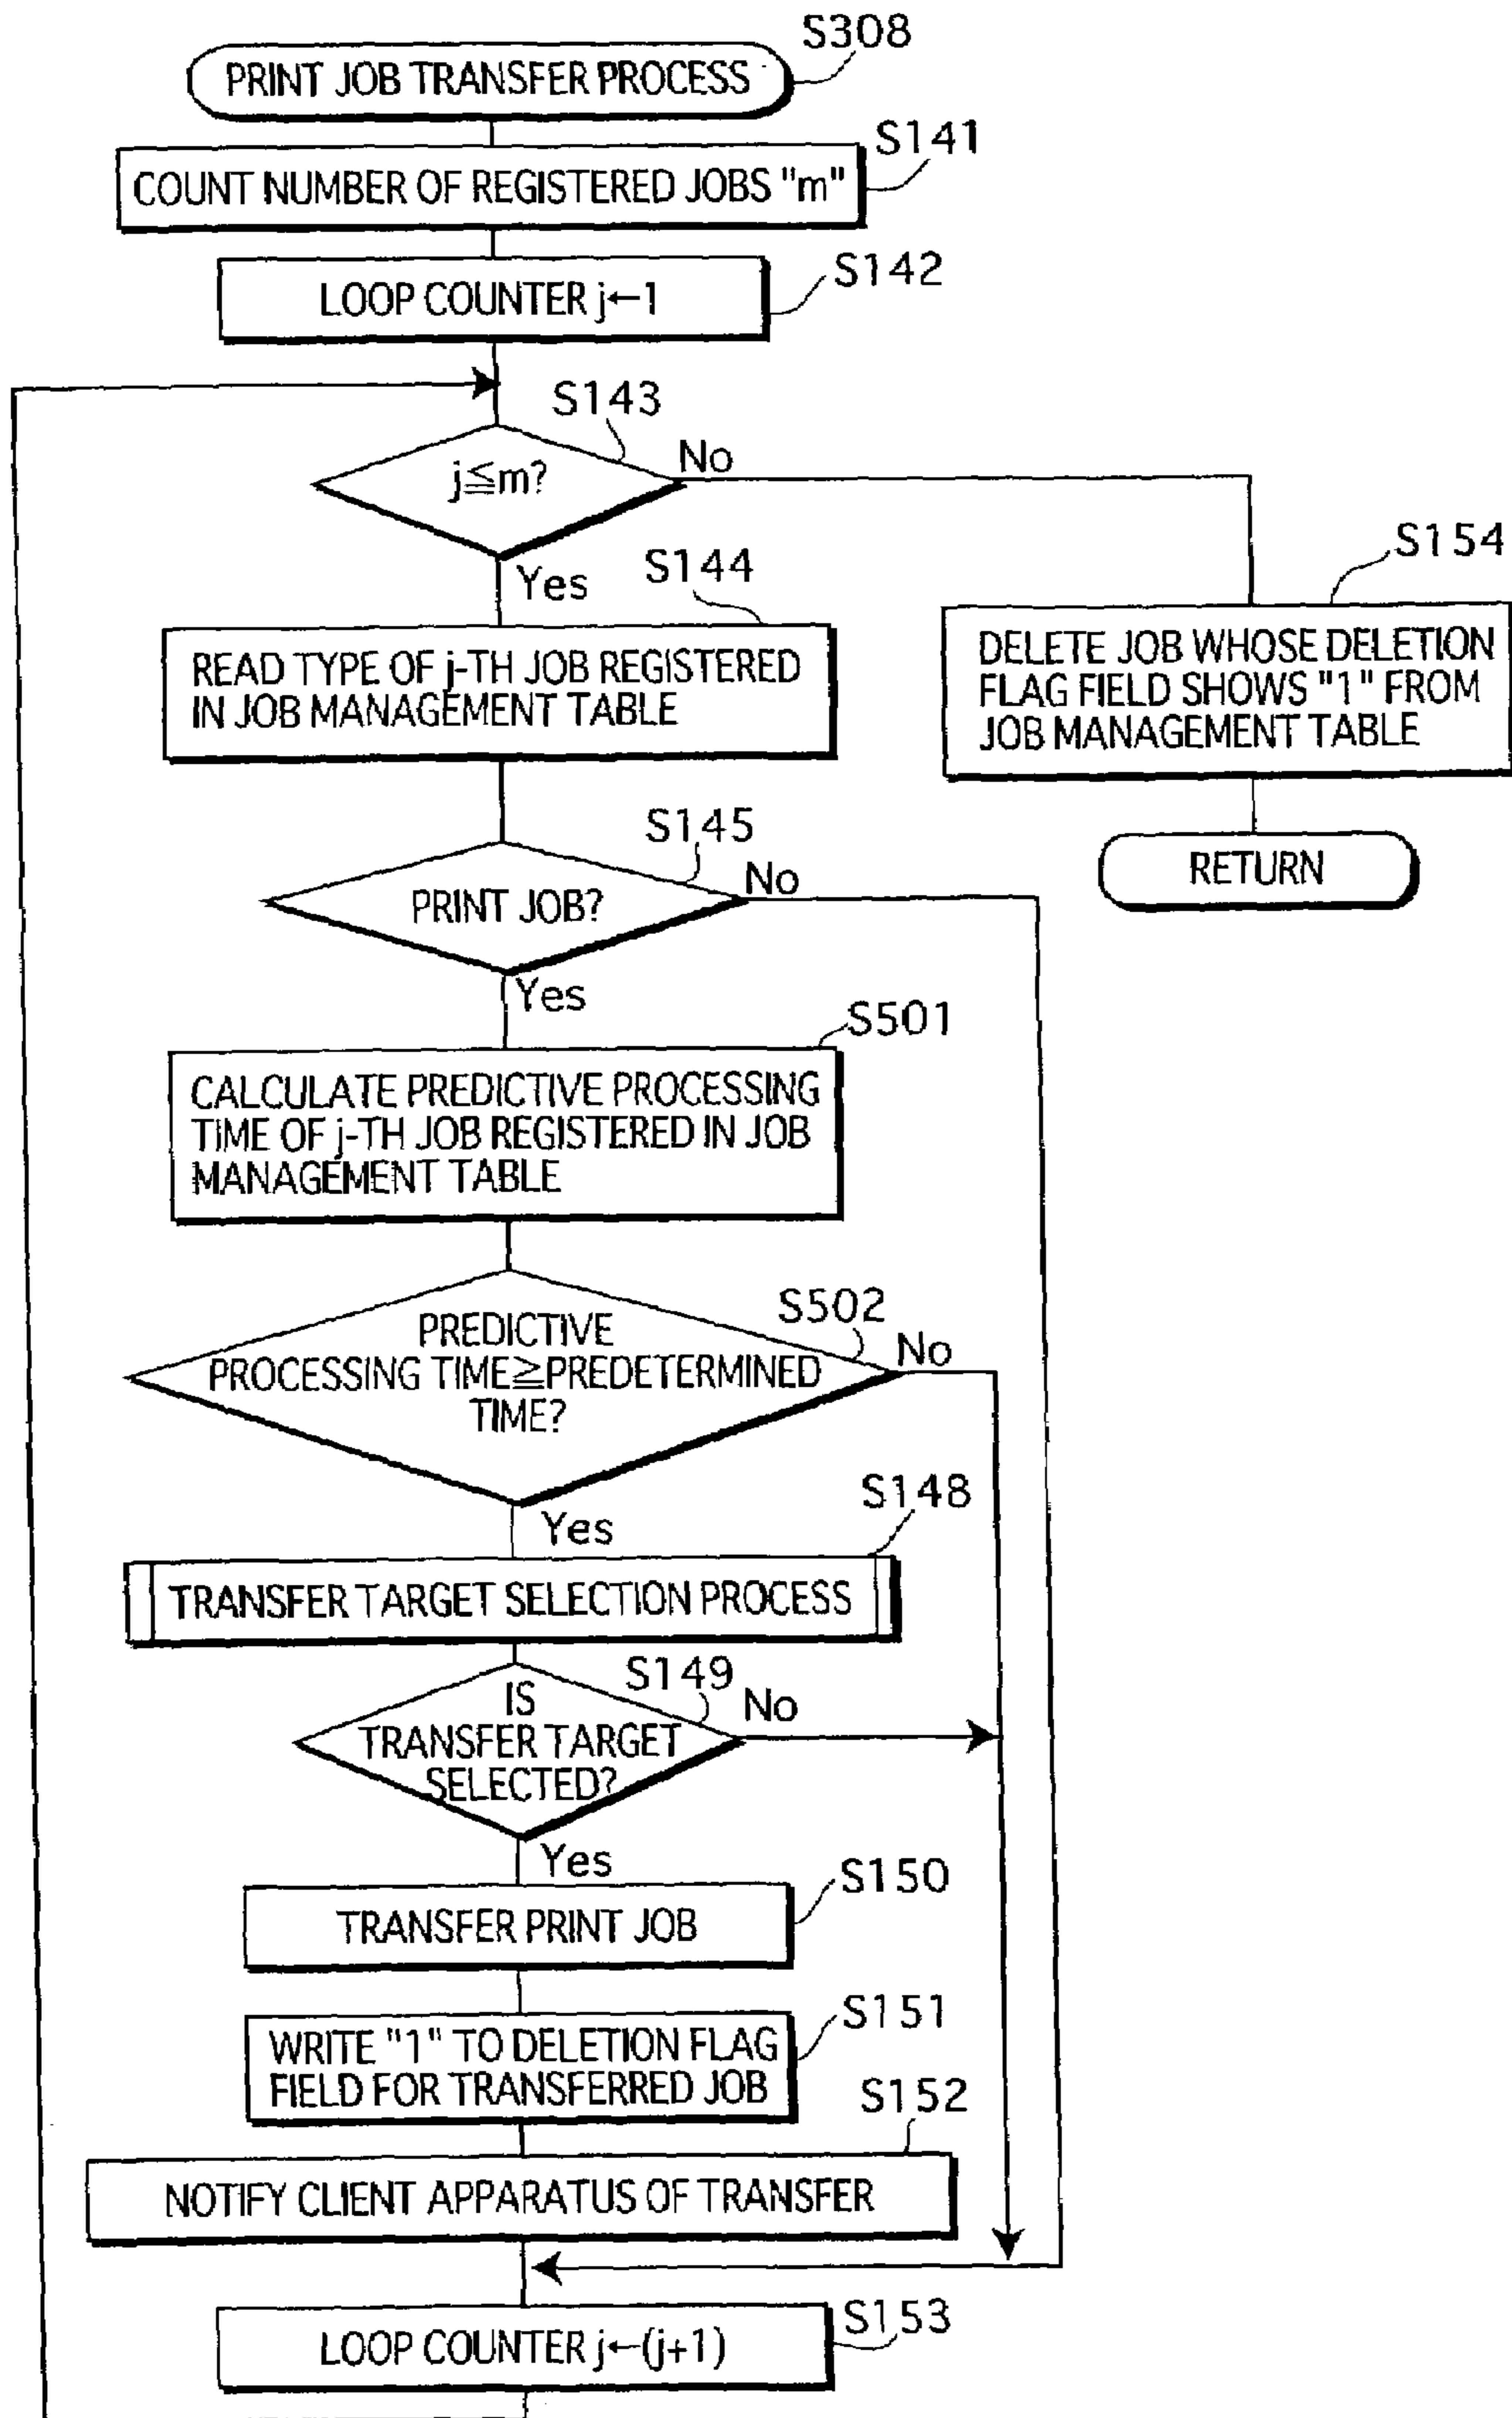 S308
PRINT JOB TRANSFER PROCESS
S141
COUNT NUMBER OF REGISTERED JOBS "m"
S142
LOOP COUNTER j←1
S143
j≦m?
No
Yes
S144
READ TYPE OF j-TH JOB REGISTERED
IN JOB MANAGEMENT TABLE
S154
DELETE JOB WHOSE DELETION
FLAG FIELD SHOWS "1" FROM
JOB MANAGEMENT TABLE
RETURN
S145
PRINT JOB?
No
Yes
S501
CALCULATE PREDICTIVE PROCESSING
TIME OF j-TH JOB REGISTERED IN JOB
MANAGEMENT TABLE
S502
PREDICTIVE
PROCESSING TIME≧PREDETERMINED
TIME?
No
Yes
S148
TRANSFER TARGET SELECTION PROCESS
S149
IS
TRANSFER TARGET
SELECTED?
No
Yes
S150
TRANSFER PRINT JOB
S151
WRITE "1" TO DELETION FLAG
FIELD FOR TRANSFERRED JOB
S152
NOTIFY CLIENT APPARATUS OF TRANSFER
S153
LOOP COUNTER j←(j+1)